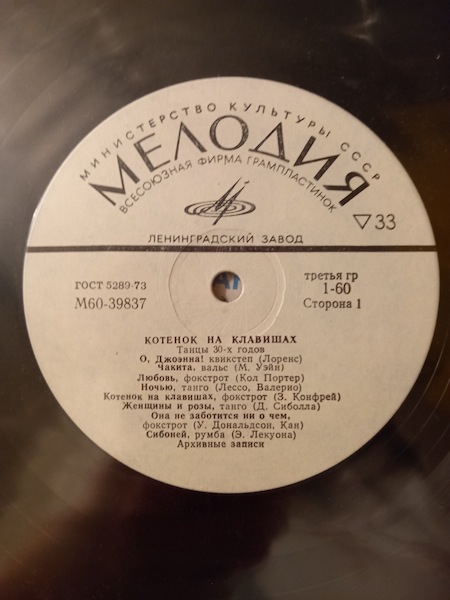 МИНИСТЕРСТВО КУЛЬТУРЫ СССР
МЕЛОДИЯ
ВСЕСОЮЗНАЯ ФИРМА ГРАМПЛАСТИНОК
▽33
ЛЕНИНГРАДСКИЙ ЗАВОД
ГОСТ 5289-73
М60-39837
третья гр
1-60
Сторона 1
КОТЕНОК НА КЛАВИШАХ
Танцы 30-х годов
О, Джоэнна! квикстеп (Лоренс)
Чакита, вальс (М. Уэйн)
Любовь, фокстрот (Кол Портер)
Ночью, танго (Лессо, Валерио)
Котенок на клавишах, фокстрот (З. Конфрей)
Женщины и розы, танго (Д. Сиболла)
Она не заботится ни о чем,
фокстрот (У. Дональдсон, Кан)
Сибоней, румба (Э. Лекуона)
Архивные записи